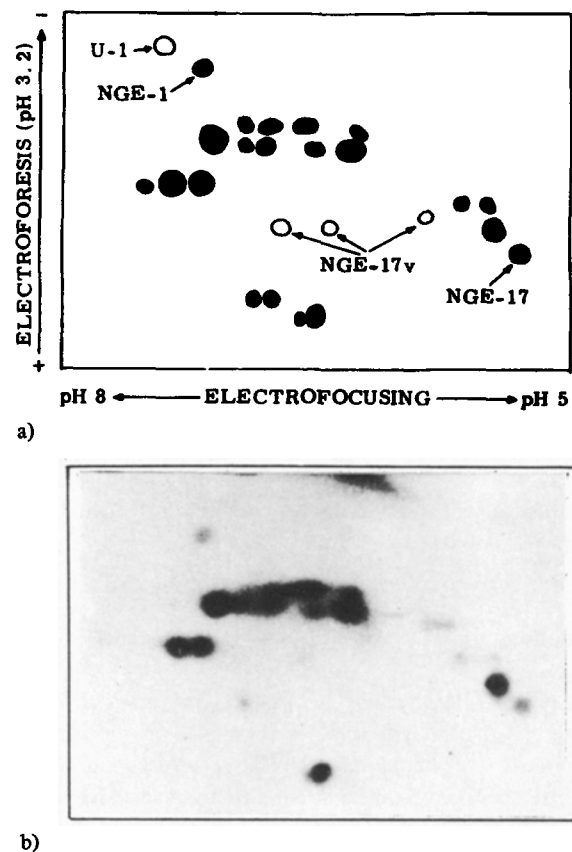 −
ELECTROFORESIS (pH 3.2)
+
U-1
NGE-1
NGE-17v
NGE-17
pH 8 ELECTROFOCUSING pH 5
a)
b)